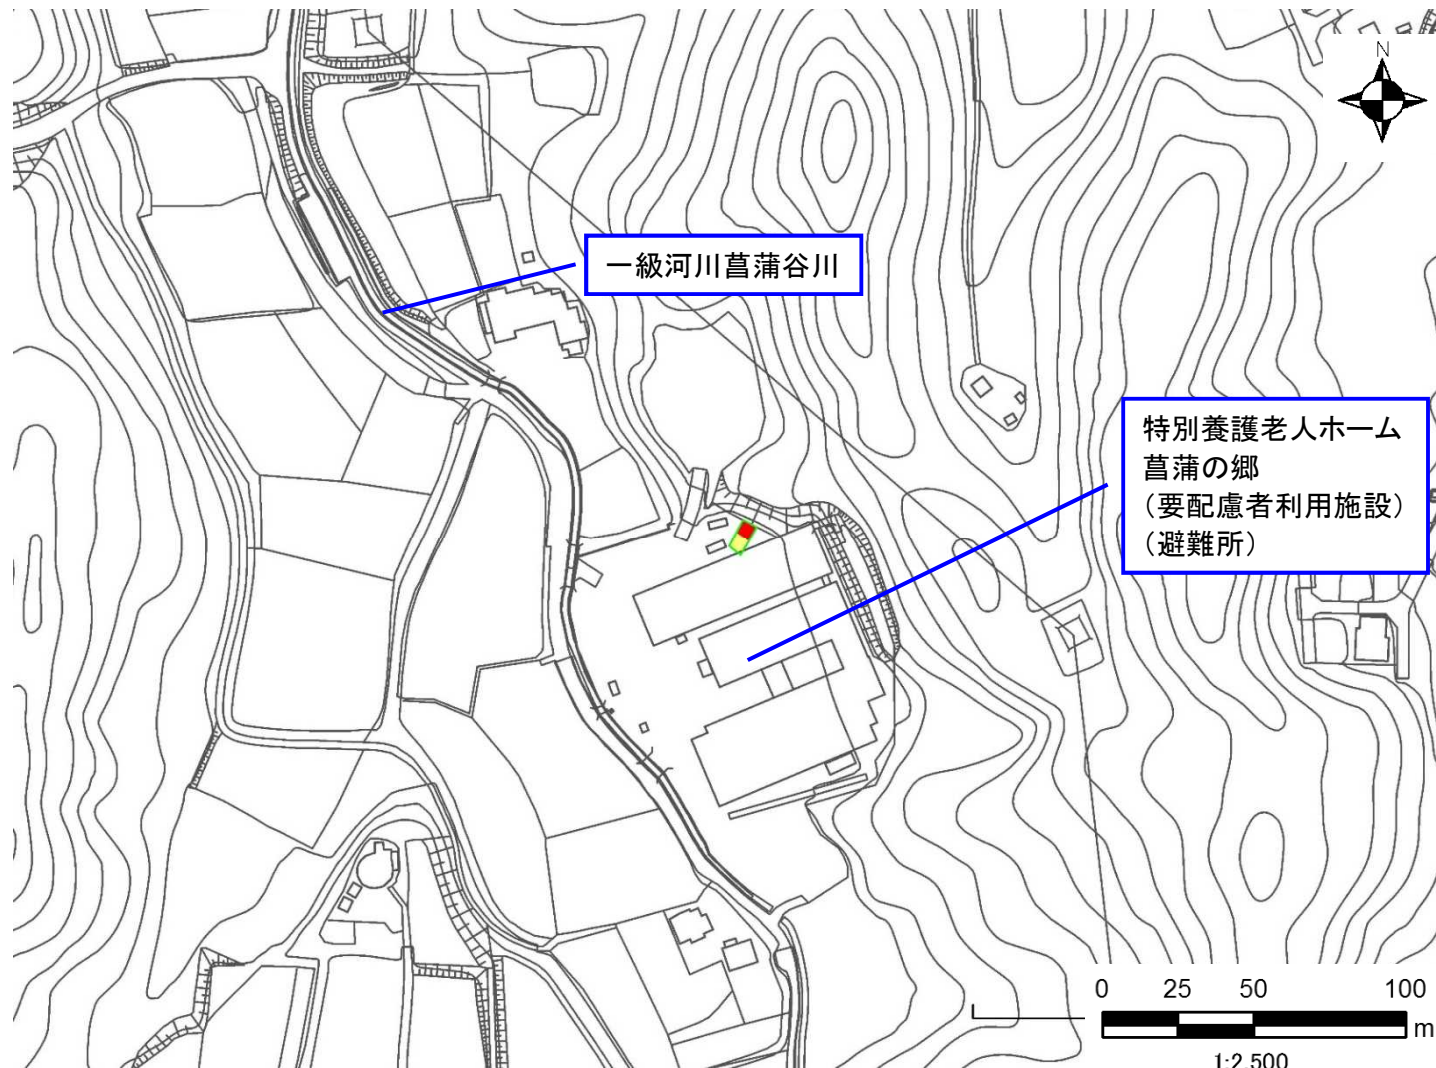 N
一級河川菖蒲谷川
特別養護老人ホーム
菖蒲の郷
（要配慮者利用施設）
（避難所）
0 25 50 100
m
1:2,500